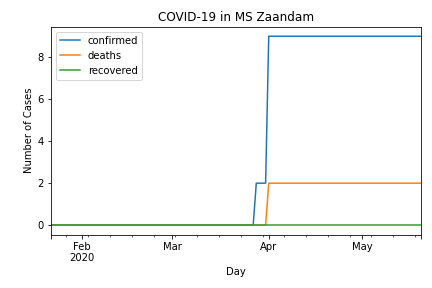 COVID-19 in MS Zaandam
confirmed
deaths
recovered
Number of Cases
8
6
4
2
0
Feb
2020
Mar
Apr
May
Day